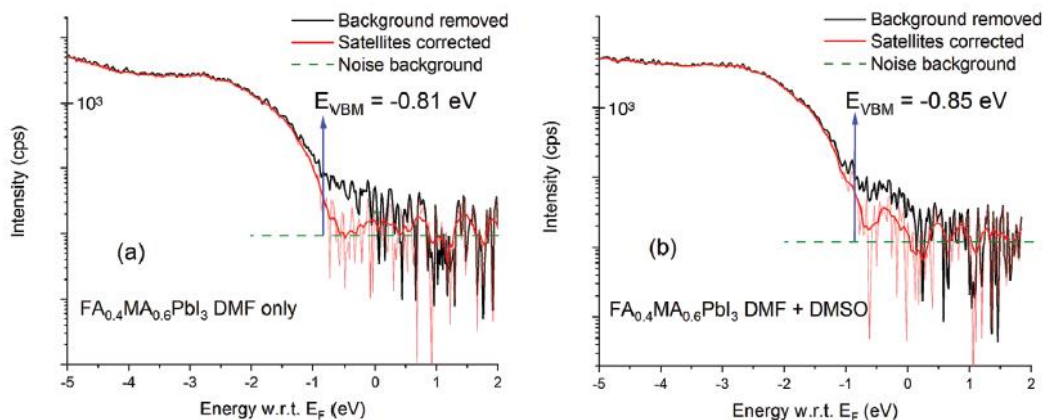 Background removed
Satellites corrected
Noise background
E_VBM = -0.81 eV
10³
Intensity (cps)
(a)
FA₀.₄MA₀.₆PbI₃ DMF only
-5 -4 -3 -2 -1 0 1 2
Energy w.r.t. E_F (eV)
Background removed
Satellites corrected
Noise background
E_VBM = -0.85 eV
10³
Intensity (cps)
(b)
FA₀.₄MA₀.₆PbI₃ DMF + DMSO
-5 -4 -3 -2 -1 0 1 2
Energy w.r.t. E_F (eV)